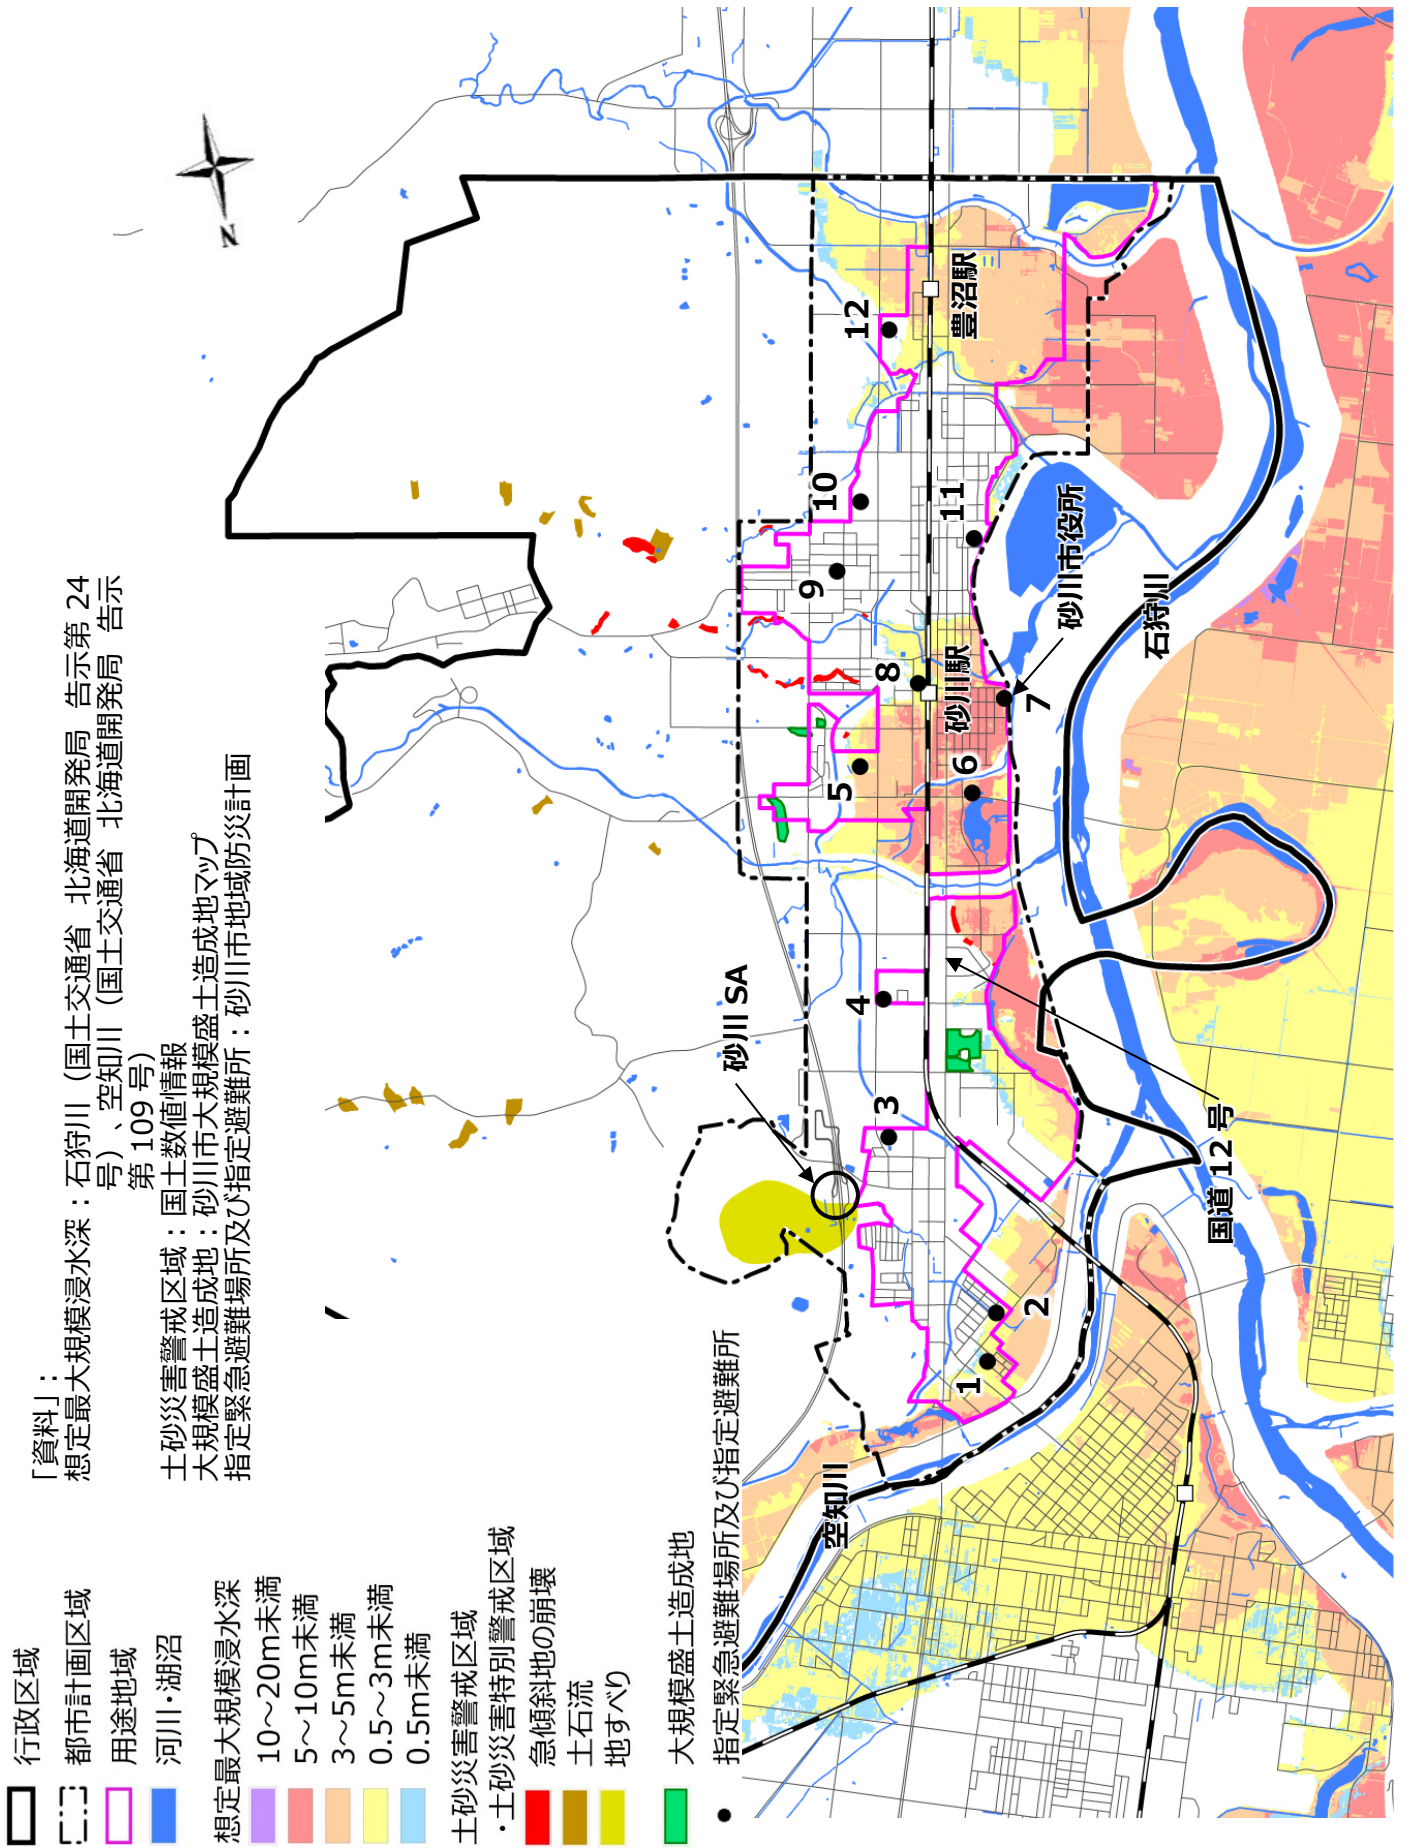 行政区域
都市計画区域
用途地域
河川・湖沼
想定最大規模浸水深
10～20m未満
5～10m未満
3～5m未満
0.5～3m未満
0.5m未満
土砂災害警戒区域
・土砂災害特別警戒区域
急傾斜地の崩壊
土石流
地すべり
大規模盛土造成地
指定緊急避難場所及び指定避難所
「資料」：
想定最大規模浸水深：石狩川（国土交通省 北海道開発局 告示第 24
号）、空知川（国土交通省 北海道開発局 告示
第 109 号）
土砂災害警戒区域：国土数値情報
大規模盛土造成地：砂川市大規模盛土造成地マップ
指定緊急避難場所及び指定避難所：砂川市地域防災計画
N
砂川 SA
空知川
国道 12 号
石狩川
砂川市役所
砂川駅
豊沼駅
1
2
3
4
5
6
7
8
9
10
11
12